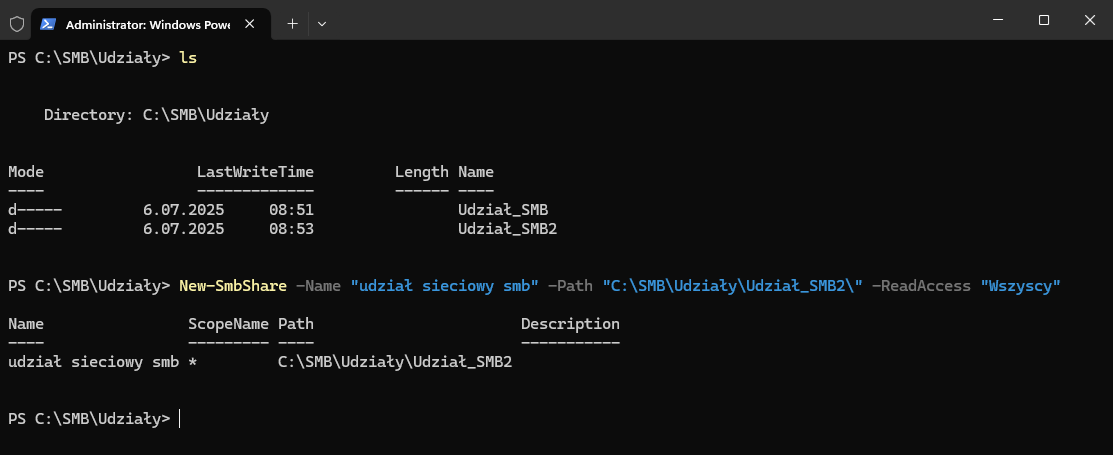 Administrator: Windows Powe
PS C:\SMB\Udziały> ls
Directory: C:\SMB\Udziały
Mode LastWriteTime Length Name
---- ------------- ------ ----
d----- 6.07.2025 08:51 Udział_SMB
d----- 6.07.2025 08:53 Udział_SMB2
PS C:\SMB\Udziały> New-SmbShare -Name "udział sieciowy smb" -Path "C:\SMB\Udziały\Udział_SMB2\" -ReadAccess "Wszyscy"
Name ScopeName Path Description
---- --------- ---- -----------
udział sieciowy smb * C:\SMB\Udziały\Udział_SMB2
PS C:\SMB\Udziały>